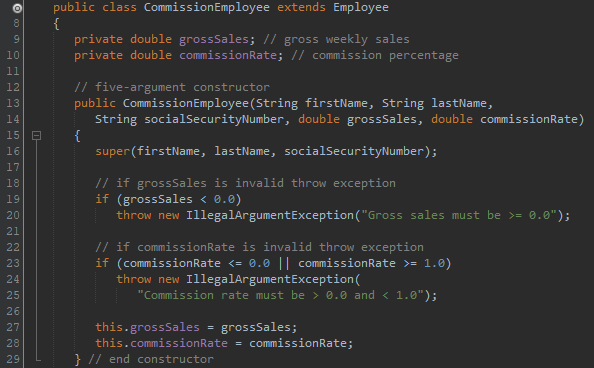 public class CommissionEmployee extends Employee
8 {
9 private double grossSales; // gross weekly sales
10 private double commissionRate; // commission percentage
11
12 // five-argument constructor
13 public CommissionEmployee(String firstName, String lastName,
14 String socialSecurityNumber, double grossSales, double commissionRate)
15 {
16 super(firstName, lastName, socialSecurityNumber);
17
18 // if grossSales is invalid throw exception
19 if (grossSales < 0.0)
20 throw new IllegalArgumentException("Gross sales must be >= 0.0");
21
22 // if commissionRate is invalid throw exception
23 if (commissionRate <= 0.0 || commissionRate >= 1.0)
24 throw new IllegalArgumentException(
25 "Commission rate must be > 0.0 and < 1.0");
26
27 this.grossSales = grossSales;
28 this.commissionRate = commissionRate;
29 } // end constructor